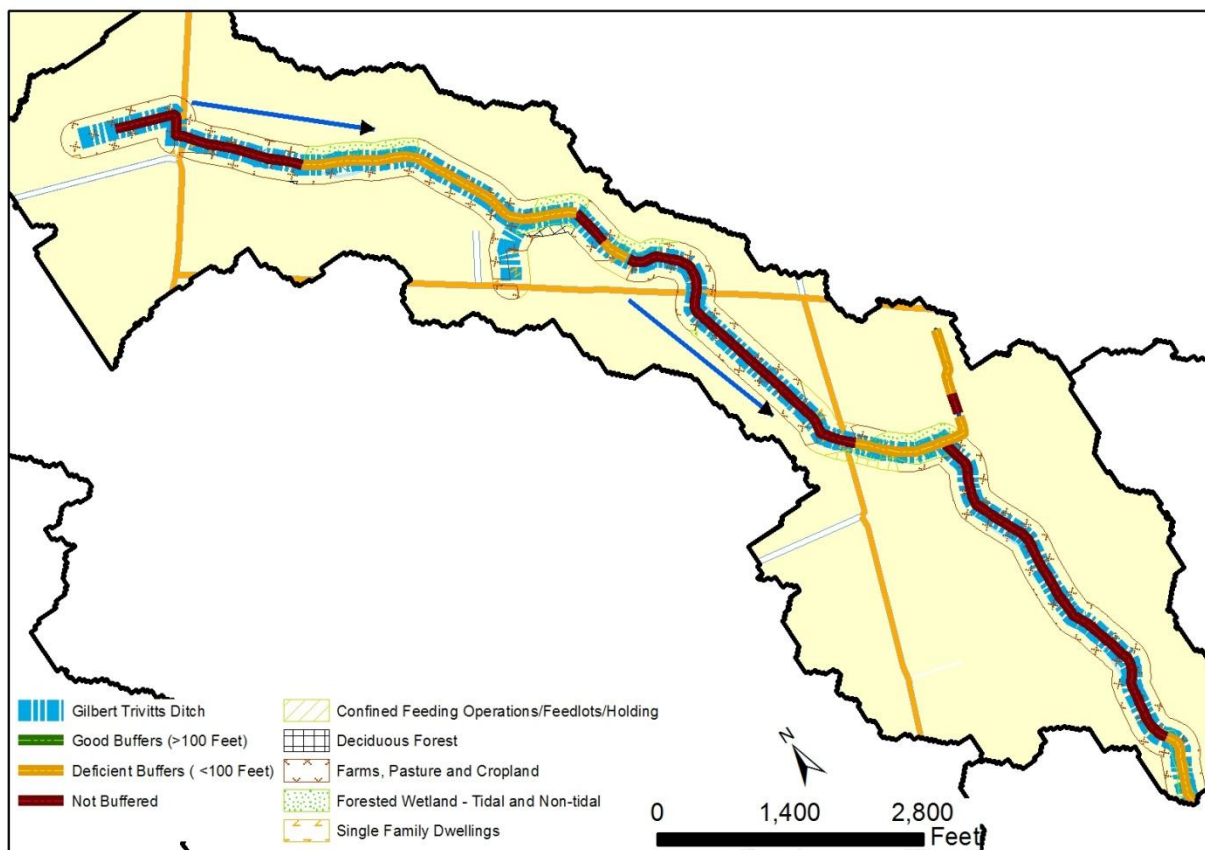 Gilbert Trivitts Ditch
Good Buffers (>100 Feet)
Deficient Buffers ( <100 Feet)
Not Buffered
Confined Feeding Operations/Feedlots/Holding
Deciduous Forest
Farms, Pasture and Cropland
Forested Wetland - Tidal and Non-tidal
Single Family Dwellings
N
0 1,400 2,800
Feet